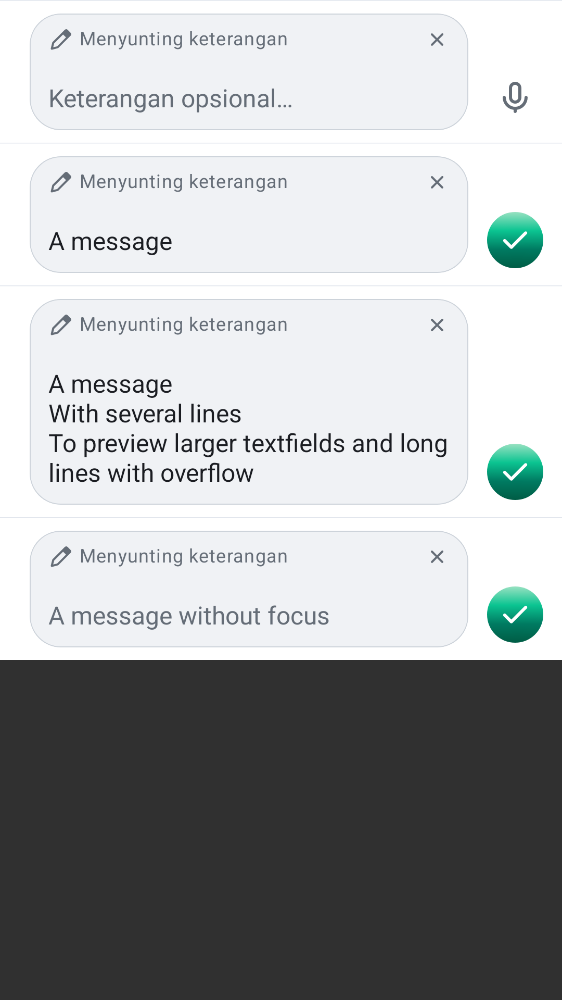 Menyunting keterangan
Keterangan opsional…
Menyunting keterangan
A message
Menyunting keterangan
A message
With several lines
To preview larger textfields and long
lines with overflow
Menyunting keterangan
A message without focus